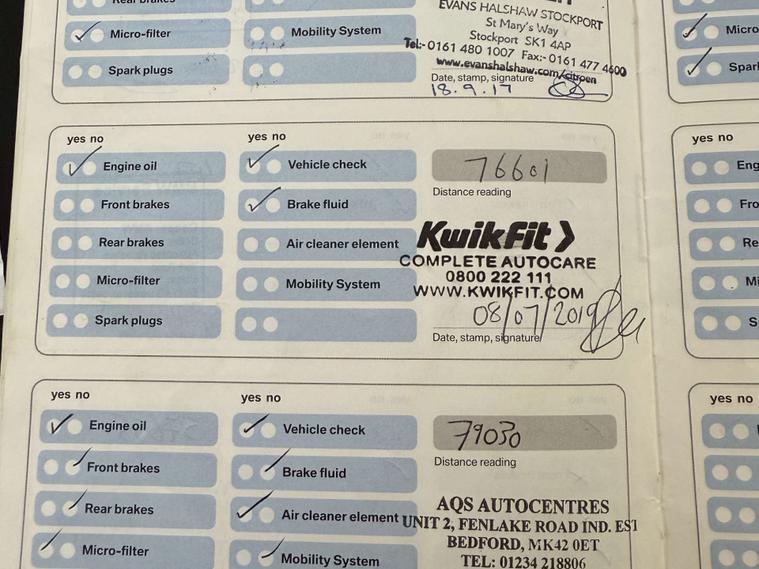 Micro-filter
Mobility System
Spark plugs
EVANS HALSHAW STOCKPORT
St Mary's Way
Stockport SK1 4AP
Tel:- 0161 480 1007 Fax:- 0161 477 4600
www.evanshalshaw.com/citroen
Date, stamp, signature
18.9.17
Micro
Spar
yes no
yes no
Engine oil
Vehicle check
76601
Front brakes
Brake fluid
Distance reading
Rear brakes
Air cleaner element
Micro-filter
Mobility System
Spark plugs
KwikFit
COMPLETE AUTOCARE
0800 222 111
WWW.KWIKFIT.COM
08/07/2019
Date, stamp, signature
yes no
Eng
Fro
Re
Mi
S
yes no
yes no
Engine oil
Vehicle check
79030
Front brakes
Brake fluid
Distance reading
Rear brakes
Air cleaner element
Micro-filter
Mobility System
AQS AUTOCENTRES
UNIT 2, FENLAKE ROAD IND. EST
BEDFORD, MK42 0ET
TEL: 01234 218806
yes no